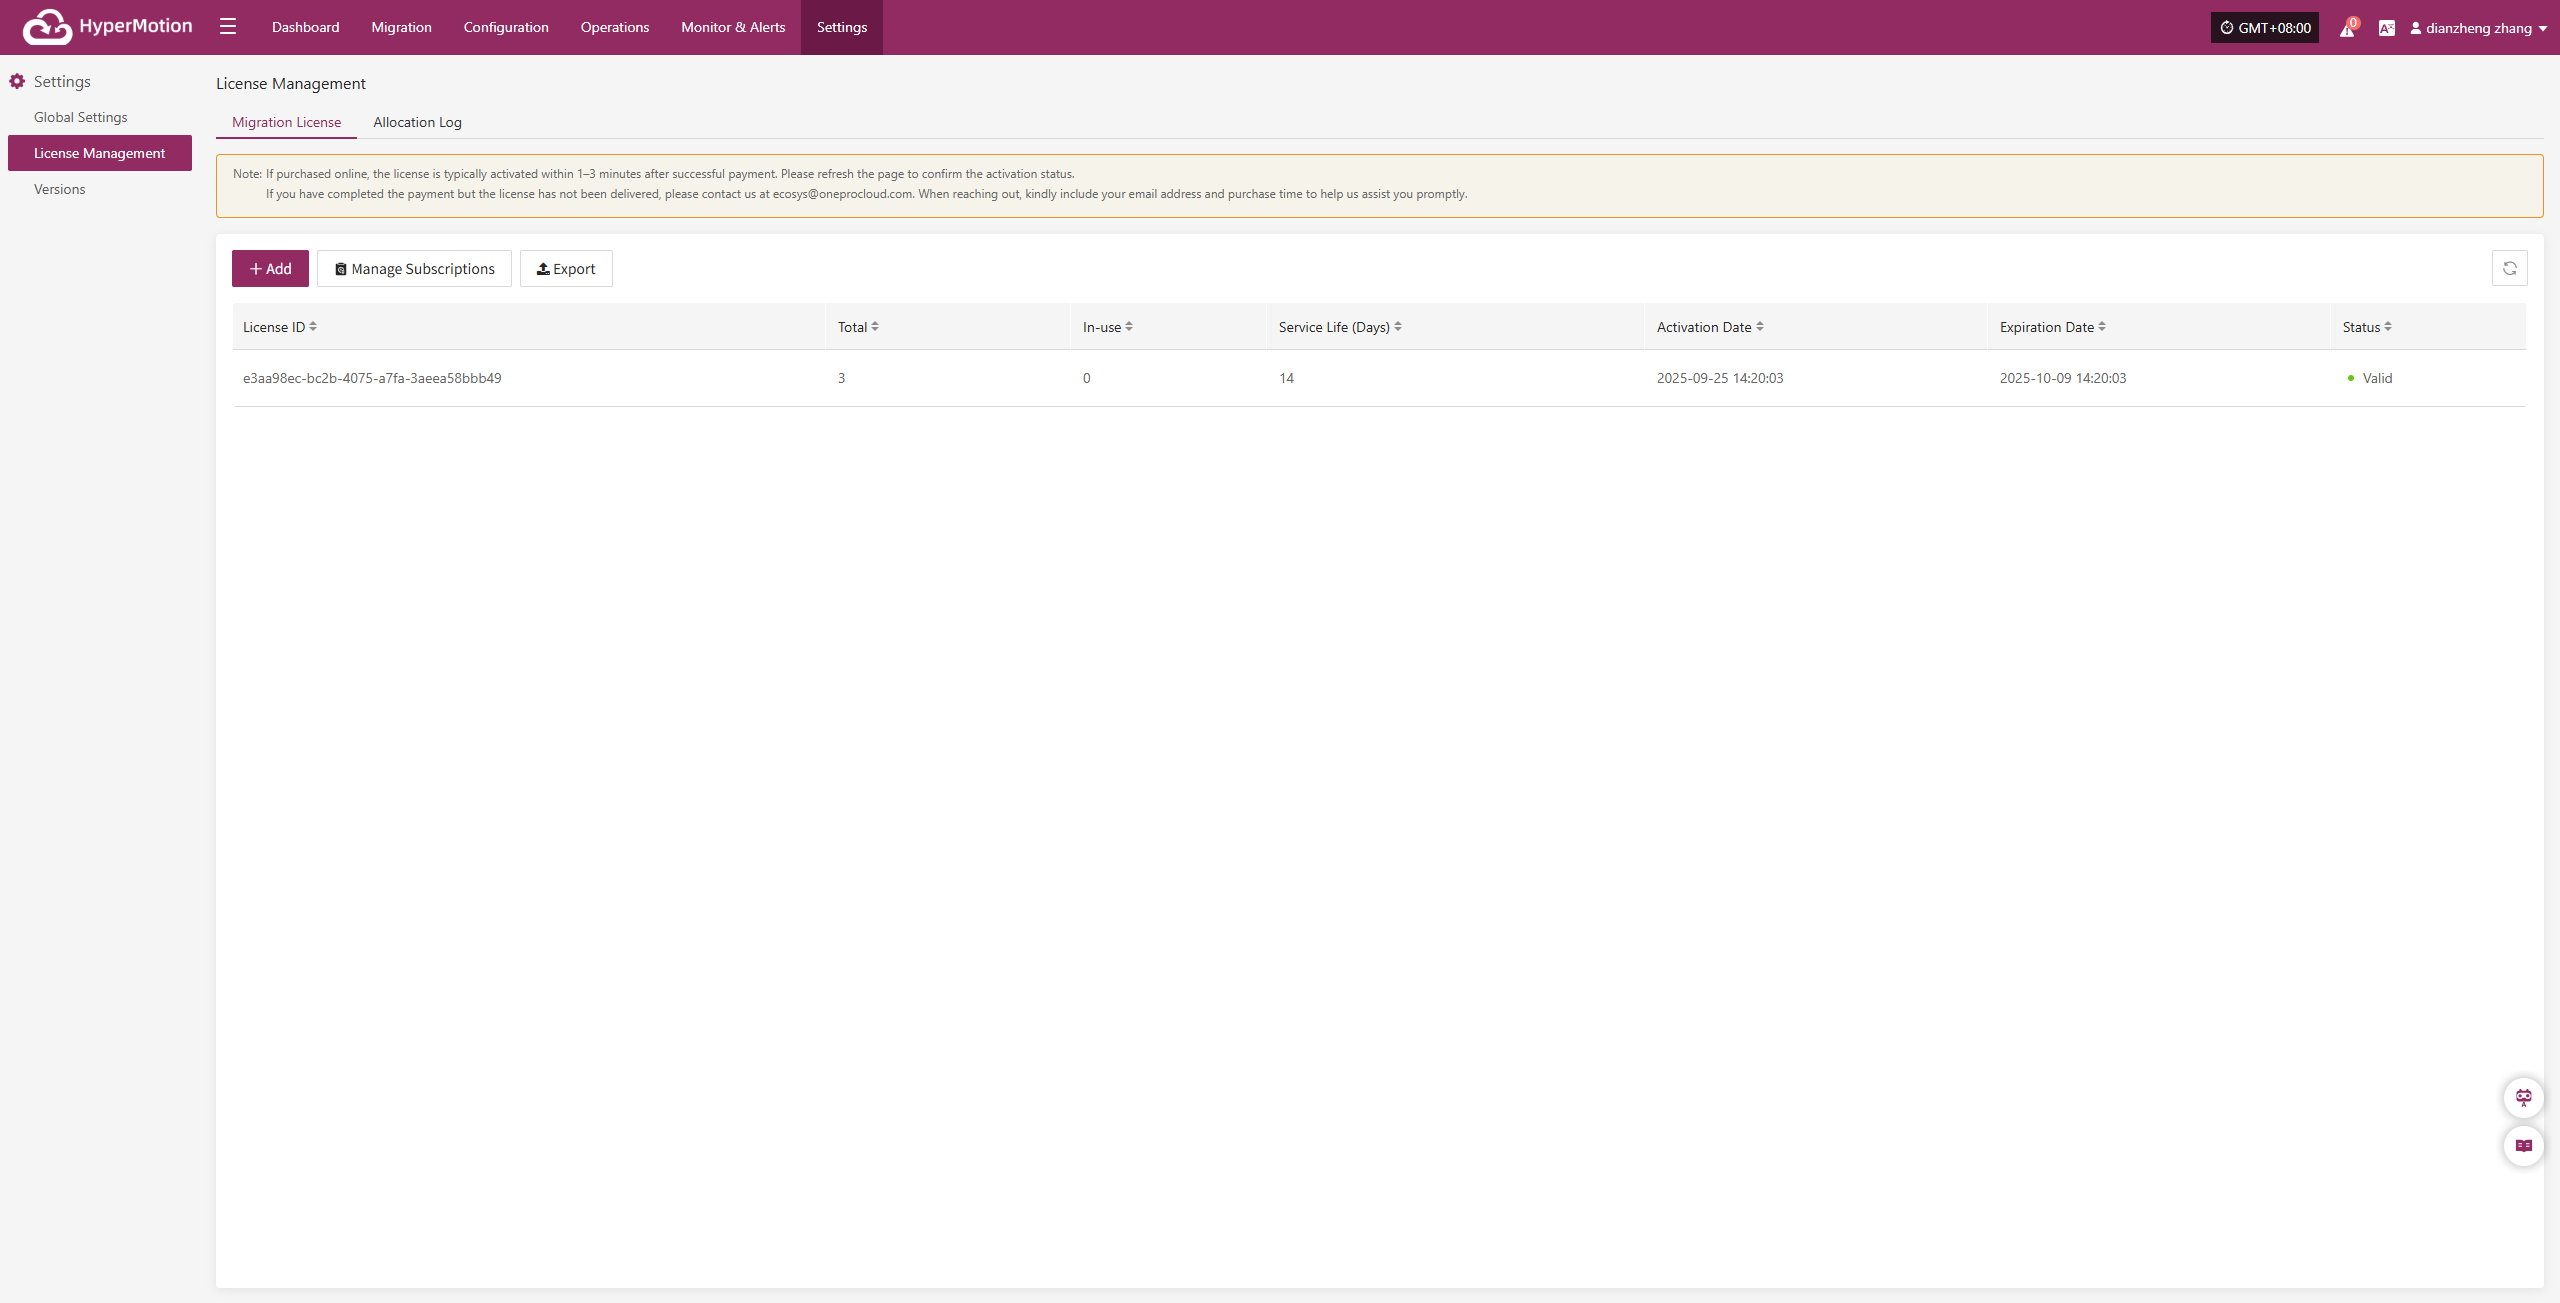 HyperMotion
Dashboard Migration Configuration Operations Monitor & Alerts Settings
GMT+08:00 0 dianzheng zhang
Settings
Global Settings
License Management
Versions
License Management
Migration License Allocation Log
Note: If purchased online, the license is typically activated within 1–3 minutes after successful payment. Please refresh the page to confirm the activation status.
If you have completed the payment but the license has not been delivered, please contact us at ecosys@oneprocloud.com. When reaching out, kindly include your email address and purchase time to help us assist you promptly.
Add Manage Subscriptions Export
License ID Total In-use Service Life (Days) Activation Date Expiration Date Status
e3aa98ec-bc2b-4075-a7fa-3aeea58bbb49 3 0 14 2025-09-25 14:20:03 2025-10-09 14:20:03 Valid